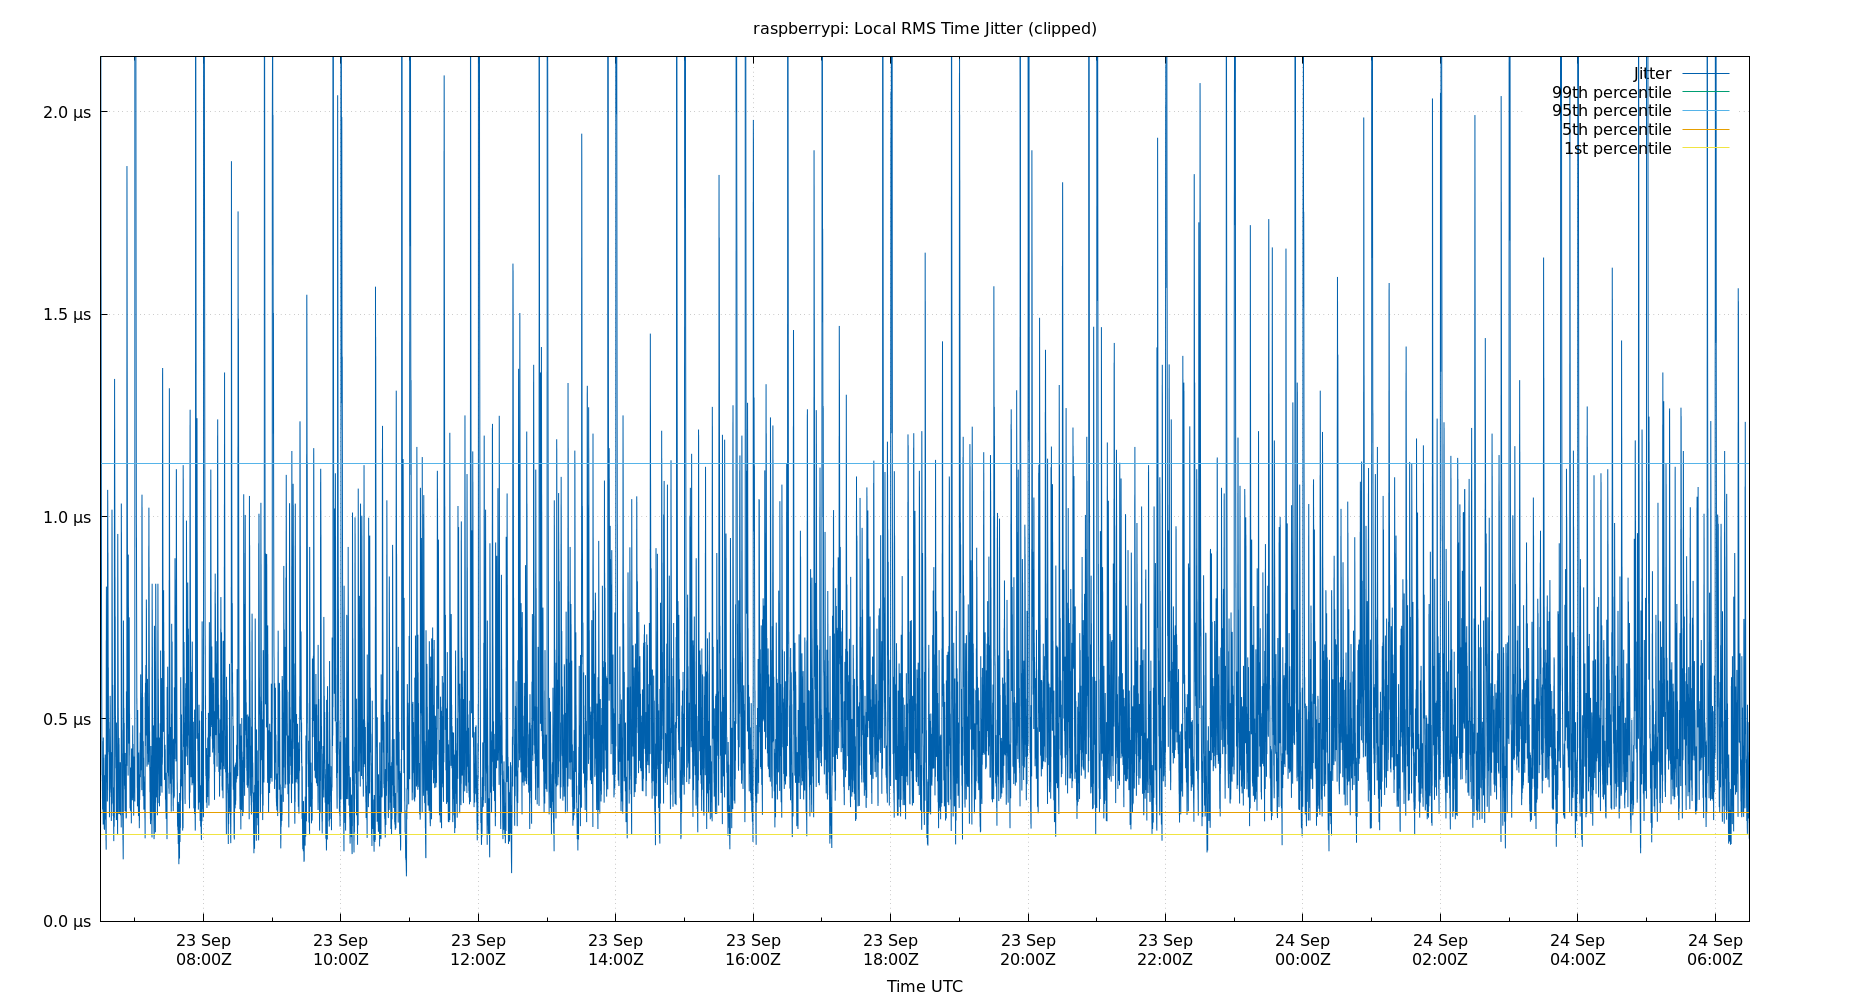 raspberrypi: Local RMS Time Jitter (clipped)
Jitter
99th percentile
95th percentile
5th percentile
1st percentile
2.0 µs
1.5 µs
1.0 µs
0.5 µs
0.0 µs
23 Sep 23 Sep 23 Sep 23 Sep 23 Sep 23 Sep 23 Sep 23 Sep 24 Sep 24 Sep 24 Sep 24 Sep
08:00Z 10:00Z 12:00Z 14:00Z 16:00Z 18:00Z 20:00Z 22:00Z 00:00Z 02:00Z 04:00Z 06:00Z
Time UTC